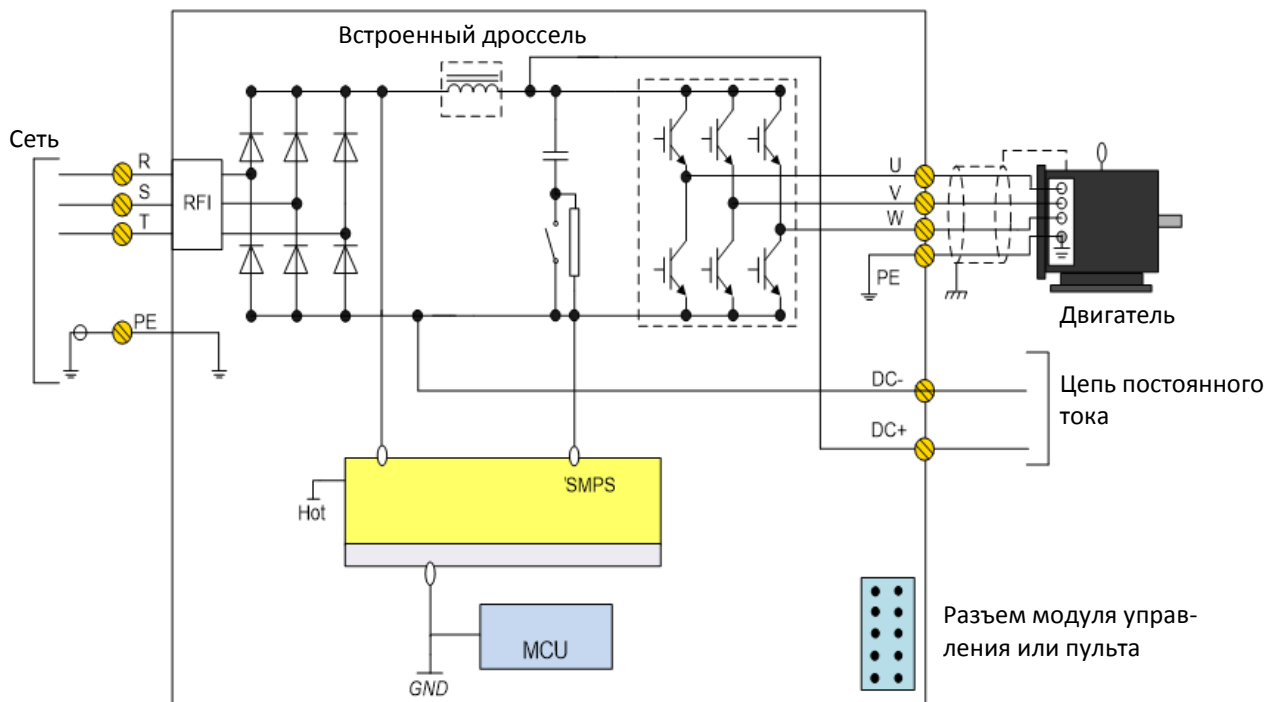 Встроенный дроссель
Сеть
R
S
T
RFI
PE
U
V
W
PE
Двигатель
DC-
DC+
Цепь постоянного
тока
'SMPS
Hot
MCU
GND
Разъем модуля управ-
ления или пульта